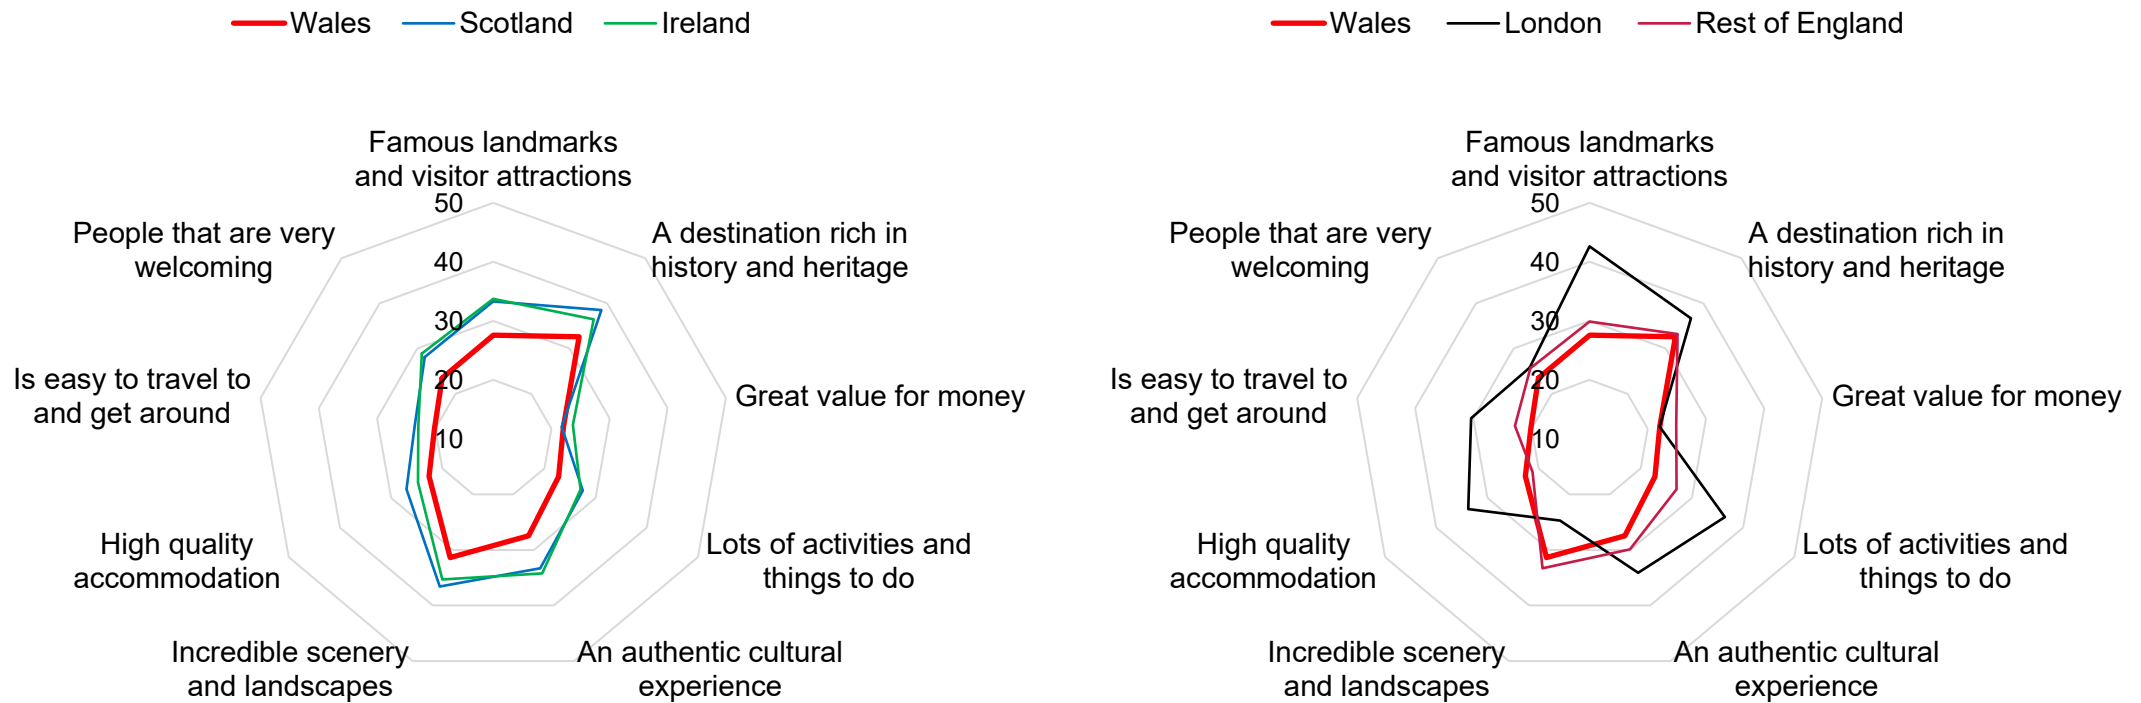 Wales Scotland Ireland
Famous landmarks
and visitor attractions
A destination rich in
history and heritage
Great value for money
Lots of activities and
things to do
An authentic cultural
experience
Incredible scenery
and landscapes
High quality
accommodation
Is easy to travel to
and get around
People that are very
welcoming
50
40
30
20
10
Wales London Rest of England
Famous landmarks
and visitor attractions
A destination rich in
history and heritage
Great value for money
Lots of activities and
things to do
An authentic cultural
experience
Incredible scenery
and landscapes
High quality
accommodation
Is easy to travel to
and get around
People that are very
welcoming
50
40
30
20
10